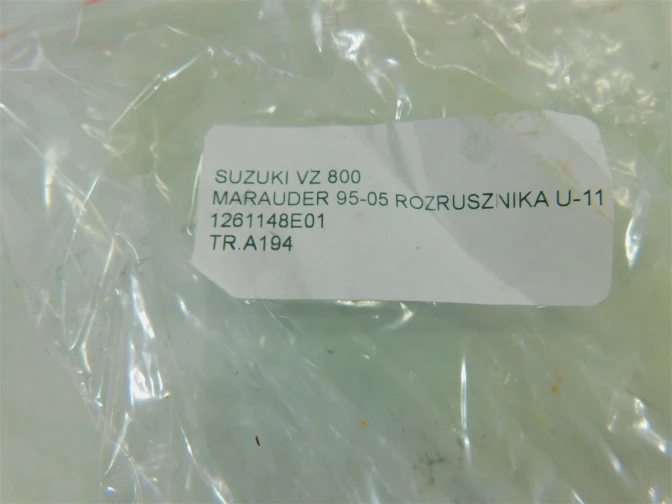 SUZUKI VZ 800
MARAUDER 95-05 ROZRUSZNIKA U-11
1261148E01
TR.A194